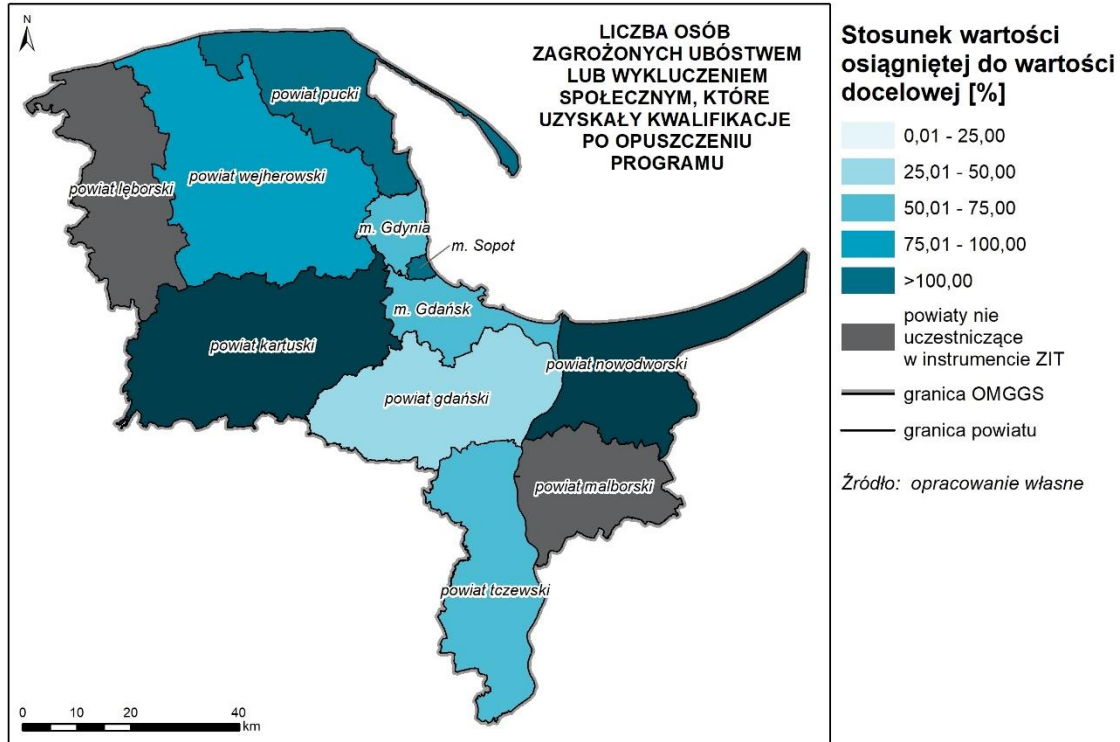 N
LICZBA OSÓB
ZAGROŻONYCH UBÓSTWEM
LUB WYKLUCZENIEM
SPOŁECZNYM, KTÓRE
UZYSKAŁY KWALIFIKACJE
PO OPUSZCZENIU
PROGRAMU
powiat pucki
powiat lęborski
powiat wejherowski
m. Gdynia
m. Sopot
m. Gdańsk
powiat kartuski
powiat nowodworski
powiat gdański
powiat malborski
powiat tczewski
0 10 20 40
km
Stosunek wartości
osiągniętej do wartości
docelowej [%]
0,01 - 25,00
25,01 - 50,00
50,01 - 75,00
75,01 - 100,00
>100,00
powiaty nie
uczestniczące
w instrumencie ZIT
granica OMGGS
granica powiatu
Źródło: opracowanie własne